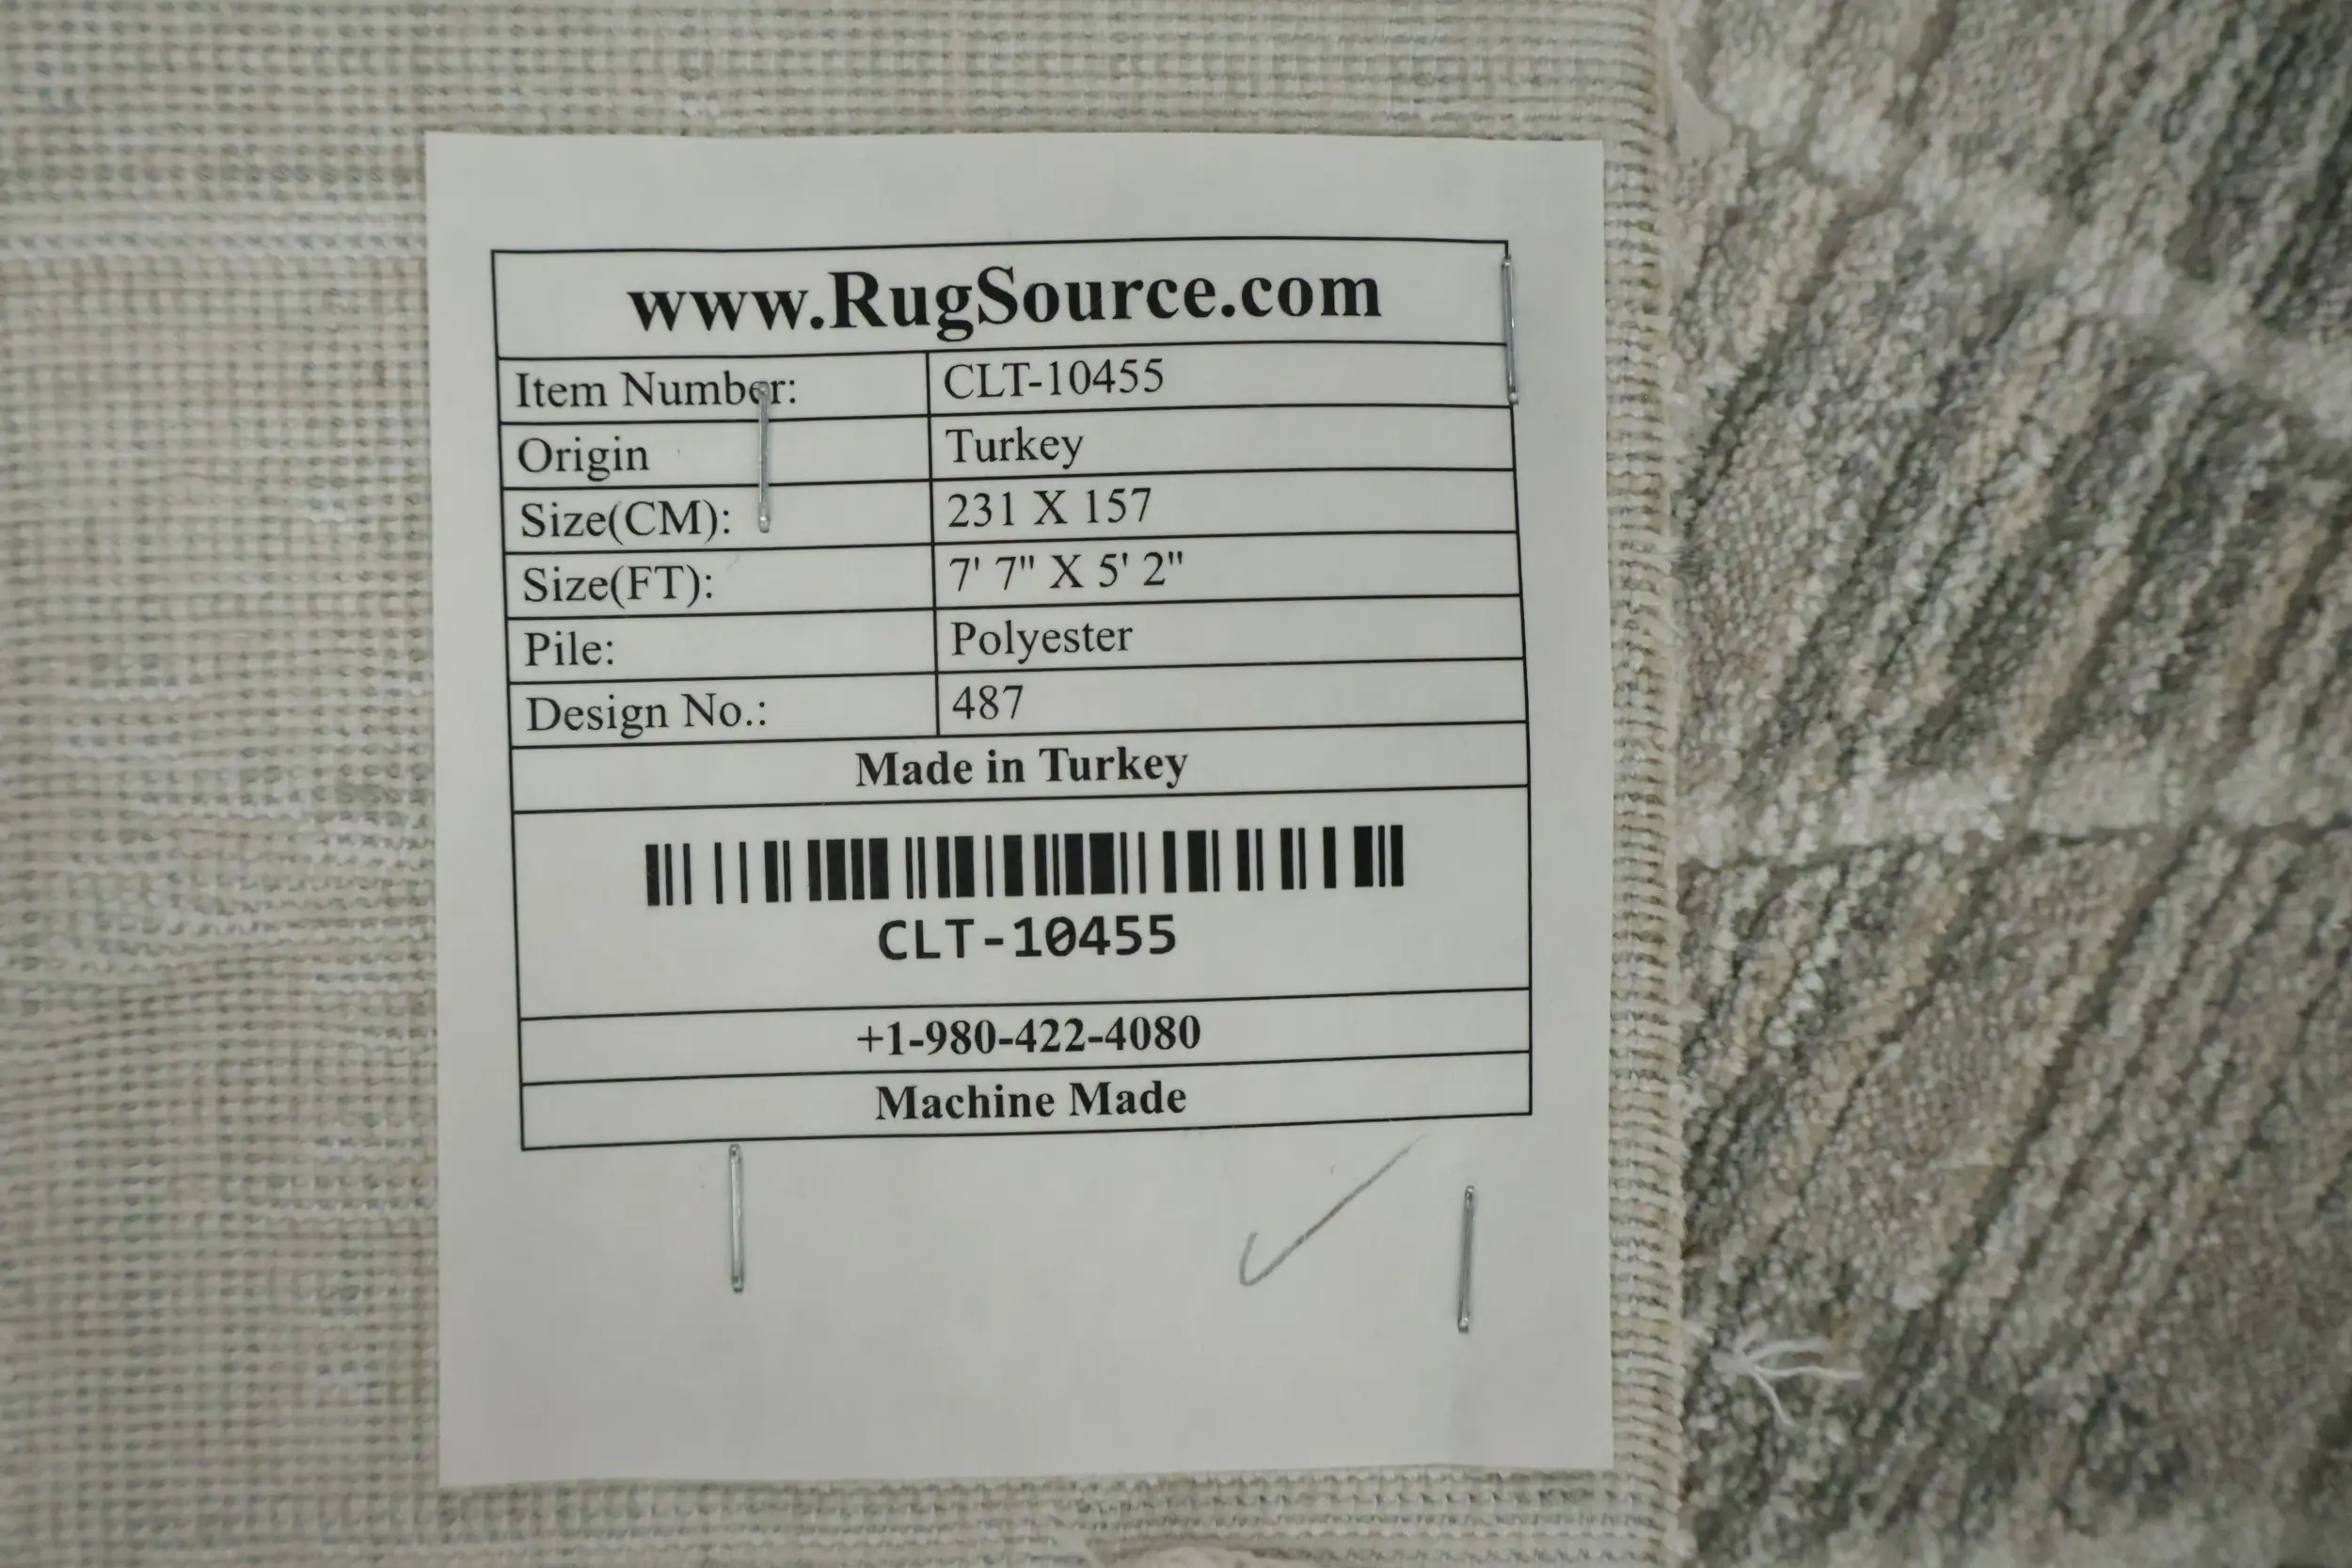 www.RugSource.com
Item Number: CLT-10455
Origin Turkey
Size(CM): 231 X 157
Size(FT): 7' 7" X 5' 2"
Pile: Polyester
Design No.: 487
Made in Turkey
CLT-10455
+1-980-422-4080
Machine Made